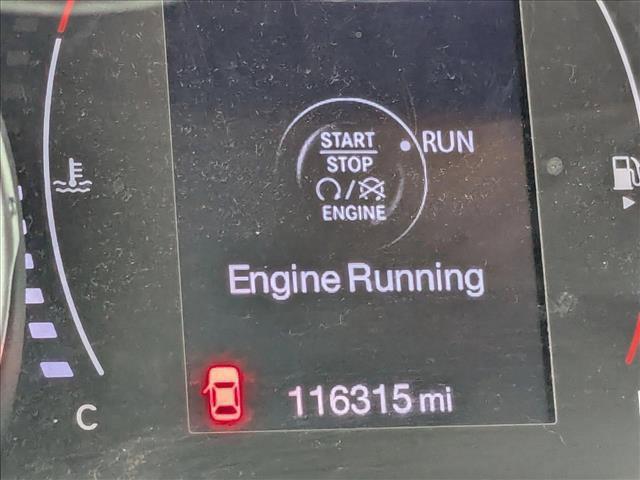 START
RUN
STOP
/
ENGINE
Engine Running
116315 mi
C